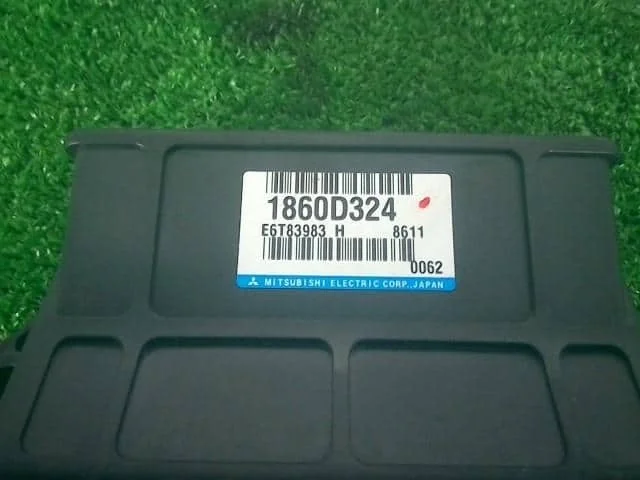 1860D324
E6T83983 H 8611
0062
MITSUBISHI ELECTRIC CORP., JAPAN